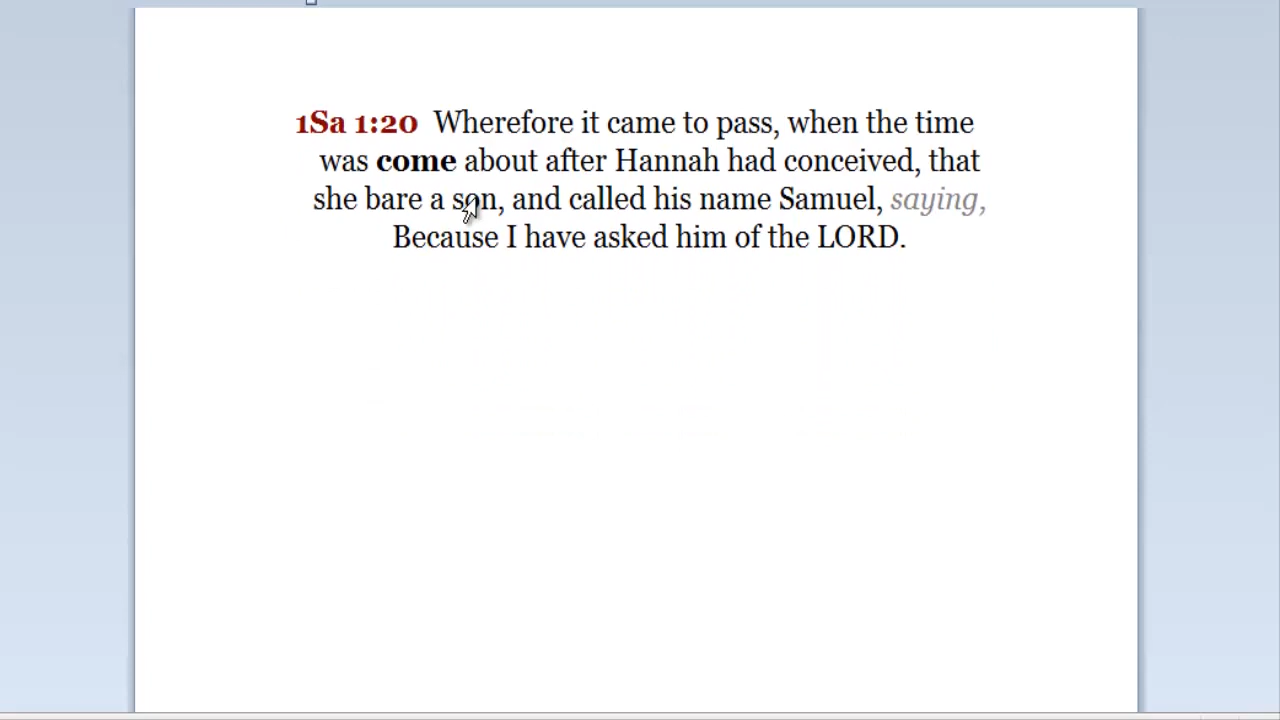 1Sa 1:20 Wherefore it came to pass, when the time
was come about after Hannah had conceived, that
she bare a son, and called his name Samuel, saying,
Because I have asked him of the LORD.